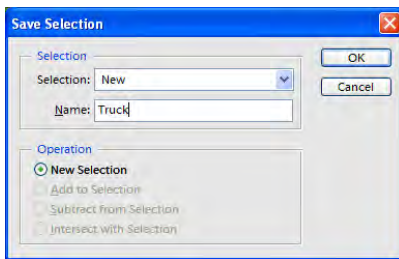 Save Selection
Selection
Selection: New
Name: Truck
OK
Cancel
Operation
New Selection
Add to Selection
Subtract from Selection
Intersect with Selection